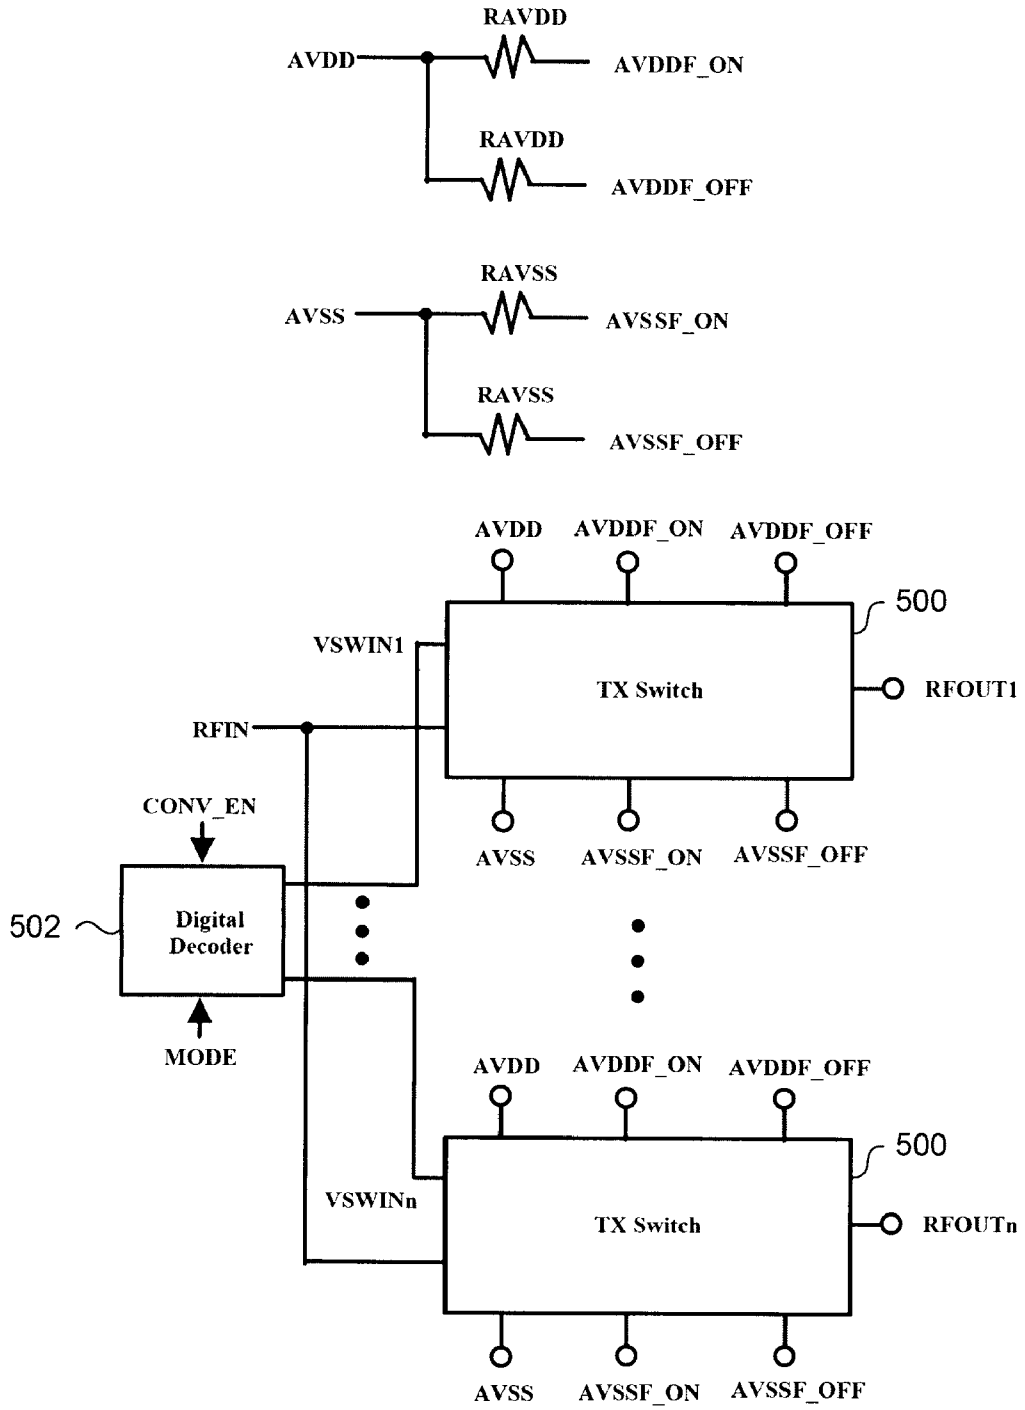 RAVDD
AVDD
AVDDF_ON
RAVDD
AVDDF_OFF
RAVSS
AVSS
AVSSF_ON
RAVSS
AVSSF_OFF
AVDD
AVDDF_ON
AVDDF_OFF
500
VSWIN1
TX Switch
RFOUT1
RFIN
CONV_EN
AVSS
AVSSF_ON
AVSSF_OFF
502
Digital
Decoder
MODE
AVDD
AVDDF_ON
AVDDF_OFF
500
VSWINn
TX Switch
RFOUTn
AVSS
AVSSF_ON
AVSSF_OFF